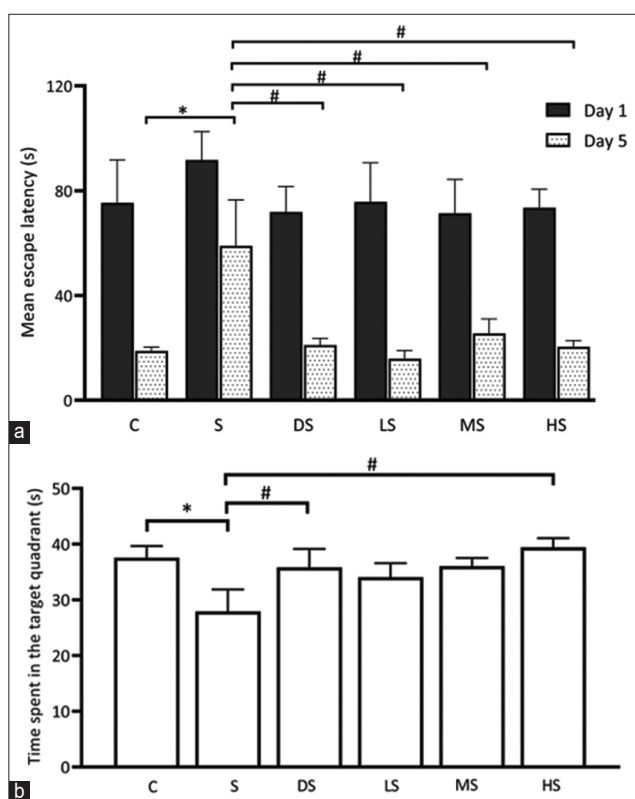 #
#
#
#
*
120
80
40
0
Mean escape latency (s)
Day 1
Day 5
C S DS LS MS HS
a
#
#
*
50
40
30
20
10
0
Time spent in the target quadrant (s)
C S DS LS MS HS
b